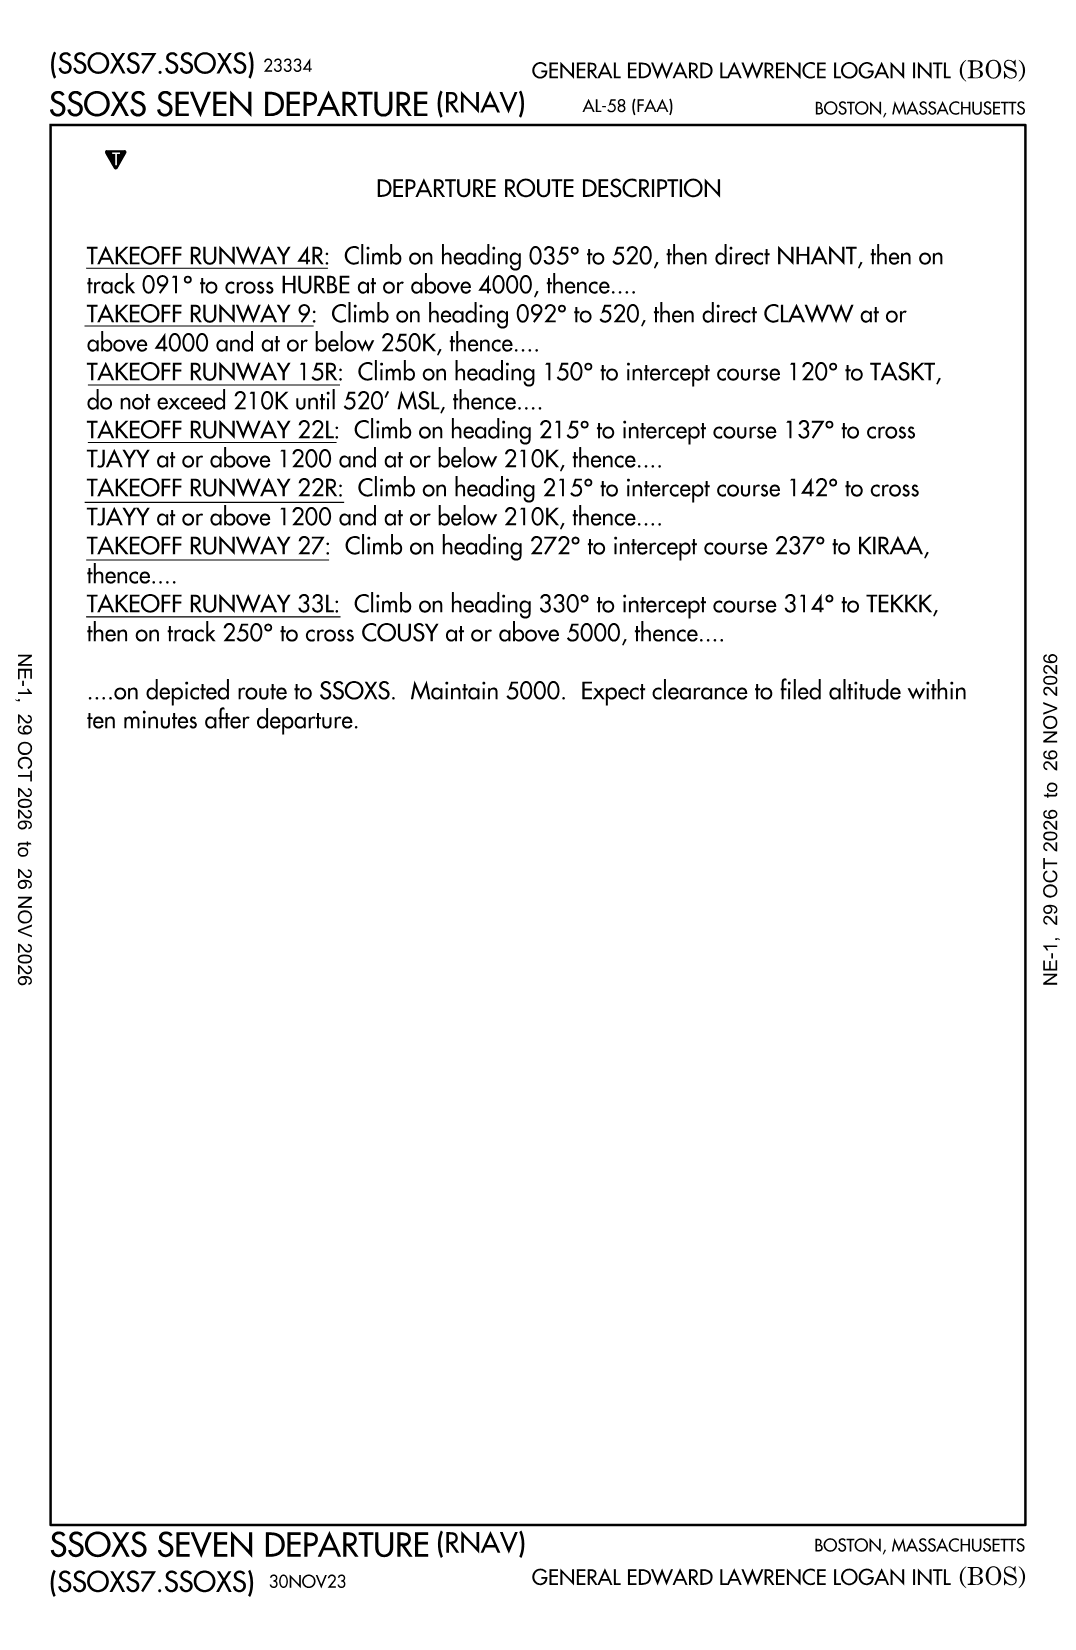 (SSOXS7.SSOXS) 23334
GENERAL EDWARD LAWRENCE LOGAN INTL (BOS)
SSOXS SEVEN DEPARTURE (RNAV)
AL-58 (FAA)
BOSTON, MASSACHUSETTS
T
DEPARTURE ROUTE DESCRIPTION
TAKEOFF RUNWAY 4R: Climb on heading 035° to 520, then direct NHANT, then on
track 091° to cross HURBE at or above 4000, thence....
TAKEOFF RUNWAY 9: Climb on heading 092° to 520, then direct CLAWW at or
above 4000 and at or below 250K, thence....
TAKEOFF RUNWAY 15R: Climb on heading 150° to intercept course 120° to TASKT,
do not exceed 210K until 520’ MSL, thence....
TAKEOFF RUNWAY 22L: Climb on heading 215° to intercept course 137° to cross
TJAYY at or above 1200 and at or below 210K, thence....
TAKEOFF RUNWAY 22R: Climb on heading 215° to intercept course 142° to cross
TJAYY at or above 1200 and at or below 210K, thence....
TAKEOFF RUNWAY 27: Climb on heading 272° to intercept course 237° to KIRAA,
thence....
TAKEOFF RUNWAY 33L: Climb on heading 330° to intercept course 314° to TEKKK,
then on track 250° to cross COUSY at or above 5000, thence....
....on depicted route to SSOXS. Maintain 5000. Expect clearance to filed altitude within
ten minutes after departure.
NE-1, 29 OCT 2026 to 26 NOV 2026
NE-1, 29 OCT 2026 to 26 NOV 2026
SSOXS SEVEN DEPARTURE (RNAV)
BOSTON, MASSACHUSETTS
(SSOXS7.SSOXS) 30NOV23
GENERAL EDWARD LAWRENCE LOGAN INTL (BOS)